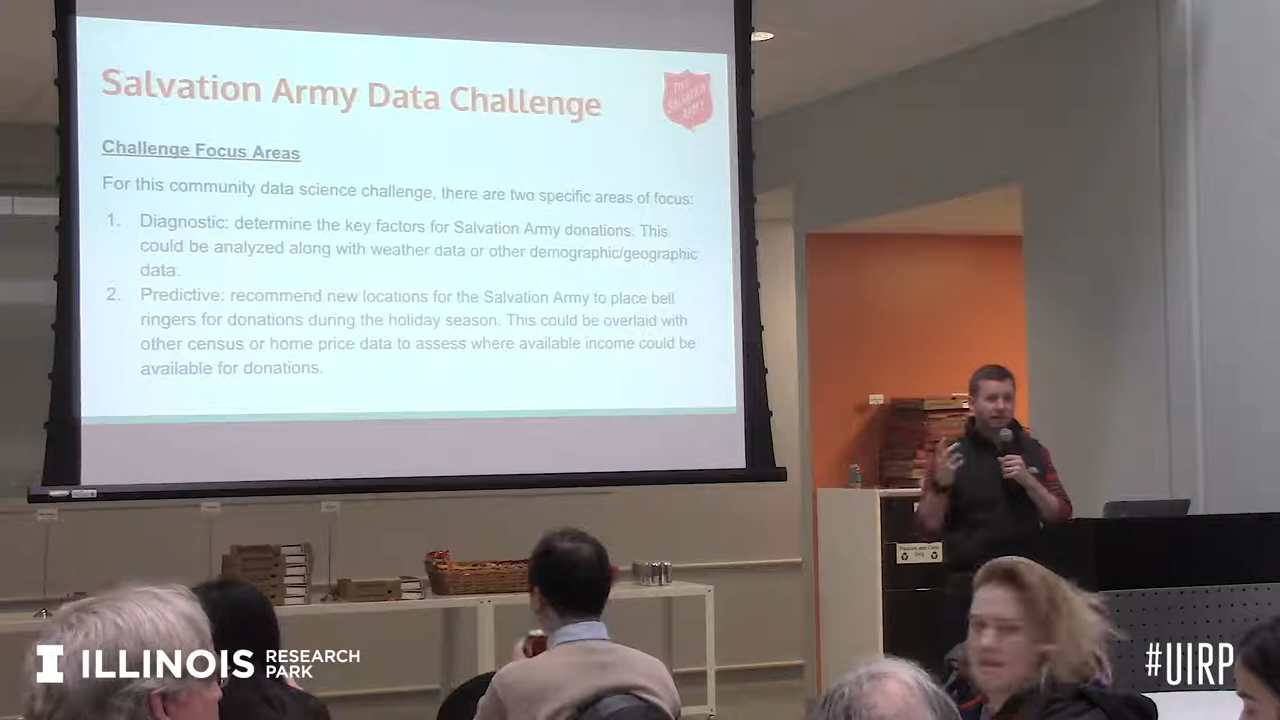 Salvation Army Data Challenge
THE
SALVATION
ARMY
Challenge Focus Areas
For this community data science challenge, there are two specific areas of focus:
1. Diagnostic: determine the key factors for Salvation Army donations. This
could be analyzed along with weather data or other demographic/geographic
data.
2. Predictive: recommend new locations for the Salvation Army to place bell
ringers for donations during the holiday season. This could be overlaid with
other census or home price data to assess where available income could be
available for donations.
I ILLINOIS RESEARCH
PARK
#UIRP